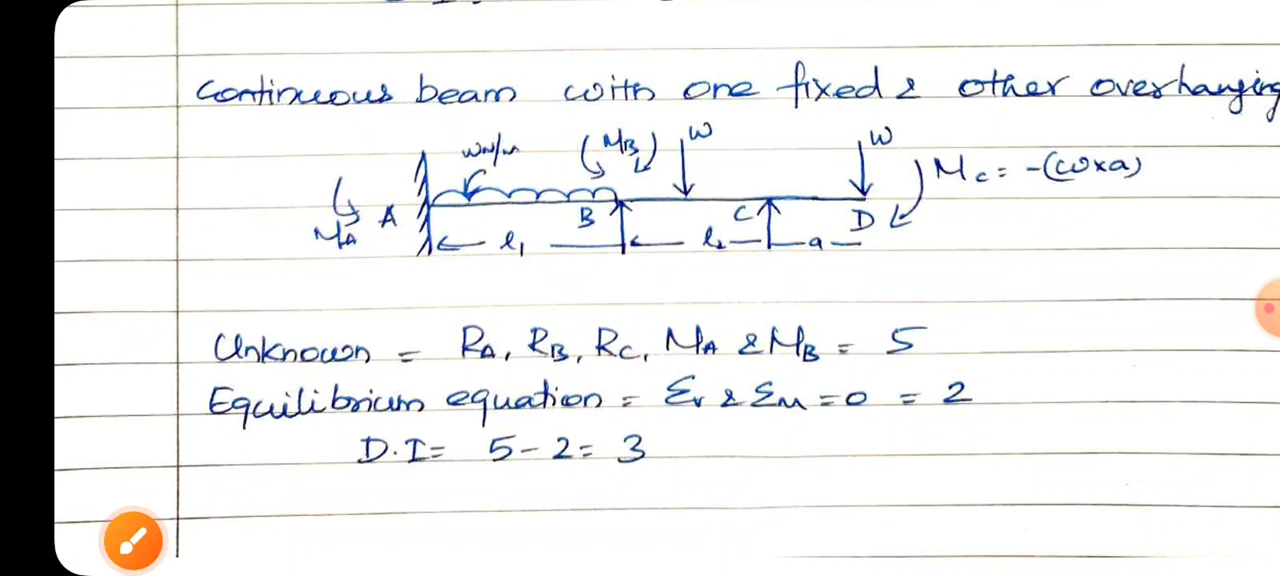 Continuous beam with one fixed & other overhanging
w N/m (MB) W W Mc = -(W×a)
MA A B C D
l1 l2 a
Unknown = RA, RB, RC, MA & MB = 5
Equilibrium equation = Σv & ΣM = 0 = 2
D.I = 5 - 2 = 3